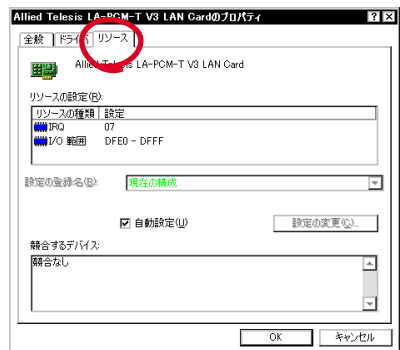 Allied Telesis LA-PCM-T V3 LAN Cardのプロパティ
全般 ドライバ リソース
Allied Telesis LA-PCM-T V3 LAN Card
リソースの設定(R):
リソースの種類 設定
IRQ 07
I/O 範囲 DFE0 - DFFF
設定の登録名(B): 現在の構成
自動設定(U) 設定の変更(C)...
競合するデバイス:
競合なし
OK キャンセル